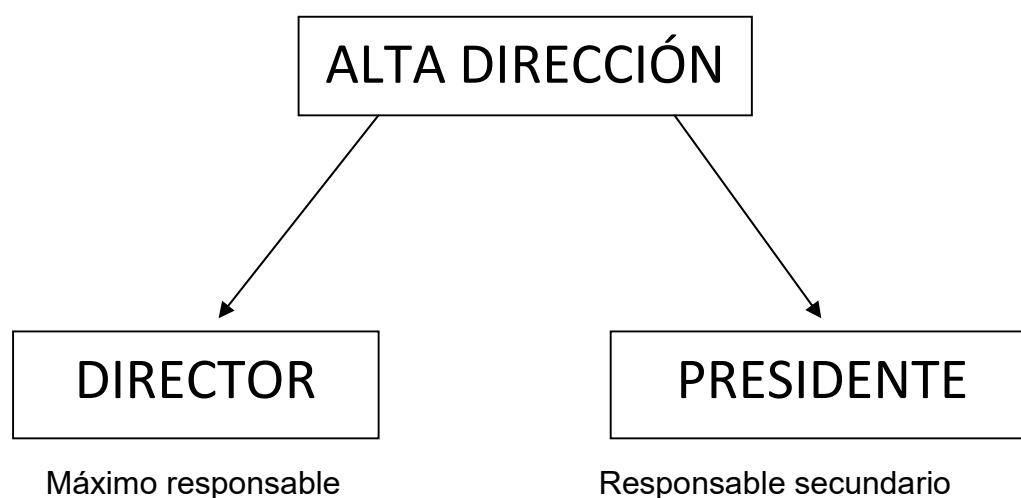 ALTA DIRECCIÓN
DIRECTOR
PRESIDENTE
Máximo responsable
Responsable secundario